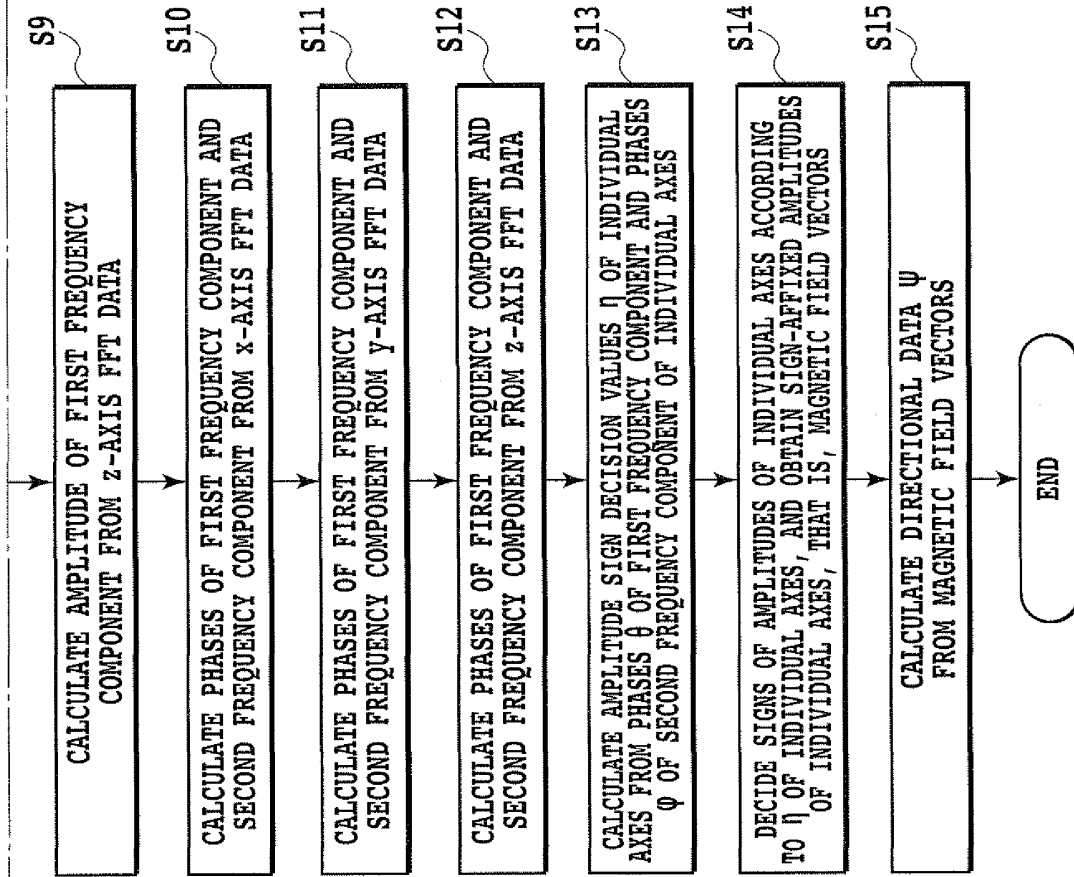 S9
CALCULATE AMPLITUDE OF FIRST FREQUENCY
COMPONENT FROM z-AXIS FFT DATA
S10
CALCULATE PHASES OF FIRST FREQUENCY COMPONENT AND
SECOND FREQUENCY COMPONENT FROM x-AXIS FFT DATA
S11
CALCULATE PHASES OF FIRST FREQUENCY COMPONENT AND
SECOND FREQUENCY COMPONENT FROM y-AXIS FFT DATA
S12
CALCULATE PHASES OF FIRST FREQUENCY COMPONENT AND
SECOND FREQUENCY COMPONENT FROM z-AXIS FFT DATA
S13
CALCULATE AMPLITUDE SIGN DECISION VALUES η OF INDIVIDUAL
AXES FROM PHASES θ OF FIRST FREQUENCY COMPONENT AND PHASES
φ OF SECOND FREQUENCY COMPONENT OF INDIVIDUAL AXES
S14
DECIDE SIGNS OF AMPLITUDES OF INDIVIDUAL AXES ACCORDING
TO η OF INDIVIDUAL AXES, AND OBTAIN SIGN-AFFIXED AMPLITUDES
OF INDIVIDUAL AXES, THAT IS, MAGNETIC FIELD VECTORS
S15
CALCULATE DIRECTIONAL DATA Ψ
FROM MAGNETIC FIELD VECTORS
END